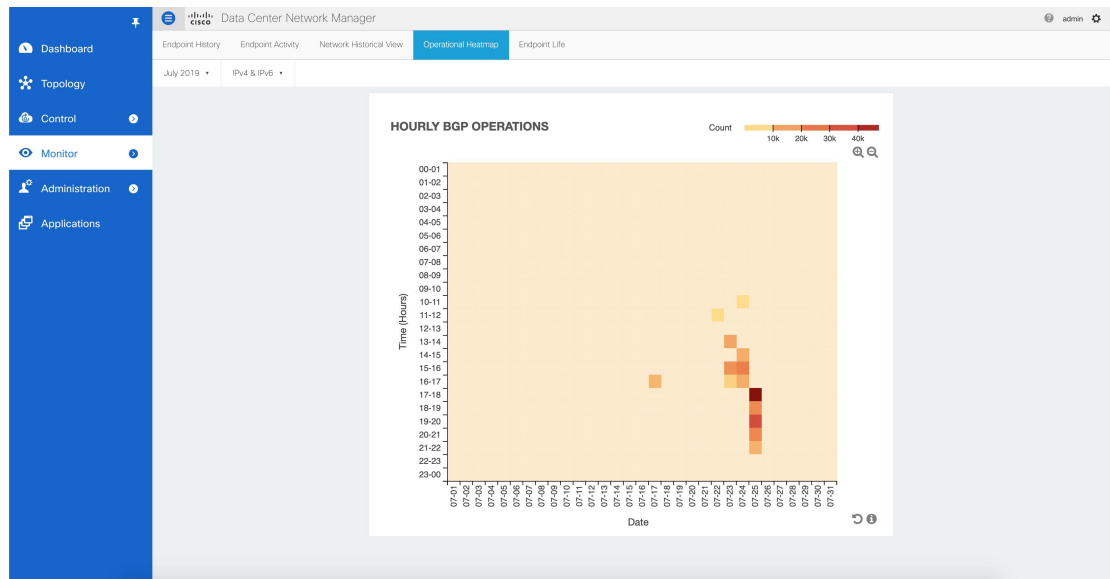 cisco Data Center Network Manager
admin
Dashboard
Topology
Control
Monitor
Administration
Applications
Endpoint History Endpoint Activity Network Historical View Operational Heatmap Endpoint Life
July 2019 IPv4 & IPv6
HOURLY BGP OPERATIONS
Count
10k 20k 30k 40k
00-01
01-02
02-03
03-04
04-05
05-06
06-07
07-08
08-09
09-10
10-11
11-12
12-13
13-14
14-15
15-16
16-17
17-18
18-19
19-20
20-21
21-22
22-23
23-00
Time (Hours)
07-01 07-02 07-03 07-04 07-05 07-06 07-07 07-08 07-09 07-10 07-11 07-12 07-13 07-14 07-15 07-16 07-17 07-18 07-19 07-20 07-21 07-22 07-23 07-24 07-25 07-26 07-27 07-28 07-29 07-30 07-31
Date